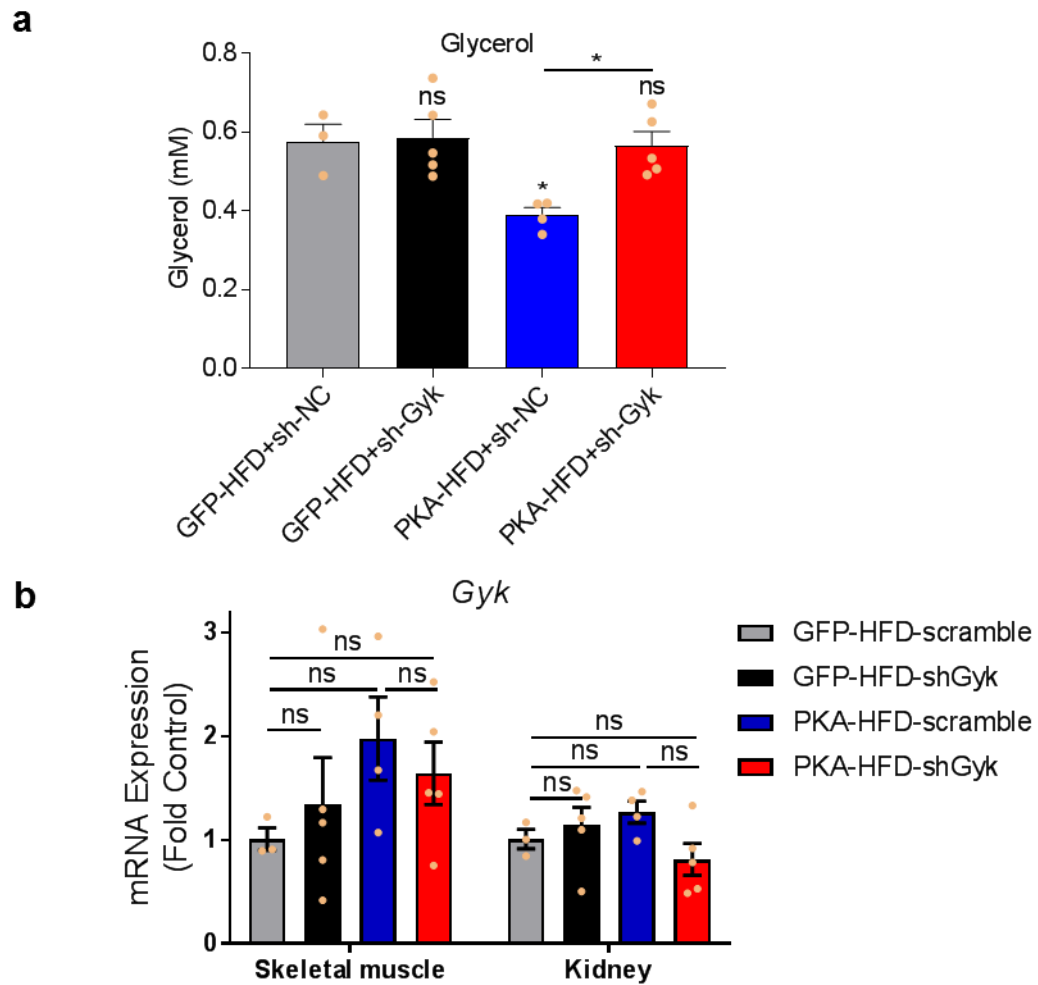 a
Glycerol
Glycerol (mM)
0.8
0.6
0.4
0.2
0.0
ns
*
*
ns
GFP-HFD+sh-NC
GFP-HFD+sh-Gyk
PKA-HFD+sh-NC
PKA-HFD+sh-Gyk
b
Gyk
mRNA Expression
(Fold Control)
3
2
1
0
ns
ns
ns
ns
ns
ns
ns
ns
Skeletal muscle
Kidney
GFP-HFD-scramble
GFP-HFD-shGyk
PKA-HFD-scramble
PKA-HFD-shGyk